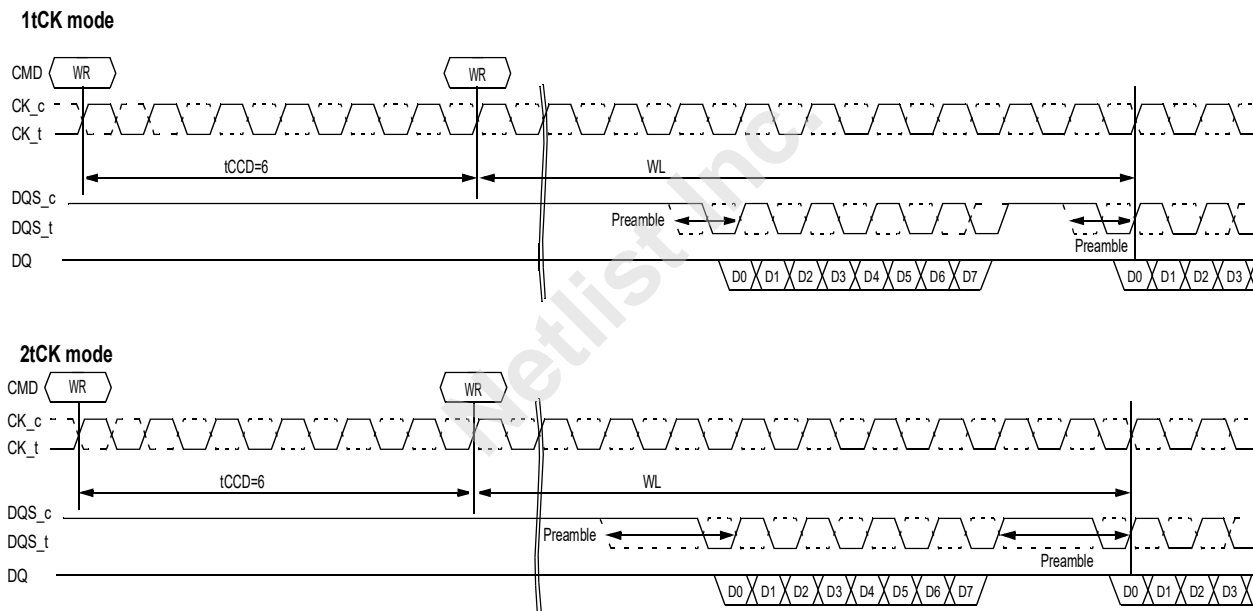 1tCK mode
CMD WR WR
CK_c
CK_t
tCCD=6 WL
DQS_c
Preamble
DQS_t
Preamble
DQ
D0 D1 D2 D3 D4 D5 D6 D7 D0 D1 D2 D3
2tCK mode
CMD WR WR
CK_c
CK_t
tCCD=6 WL
DQS_c
Preamble
DQS_t
Preamble
DQ
D0 D1 D2 D3 D4 D5 D6 D7 D0 D1 D2 D3
Netlist Inc.